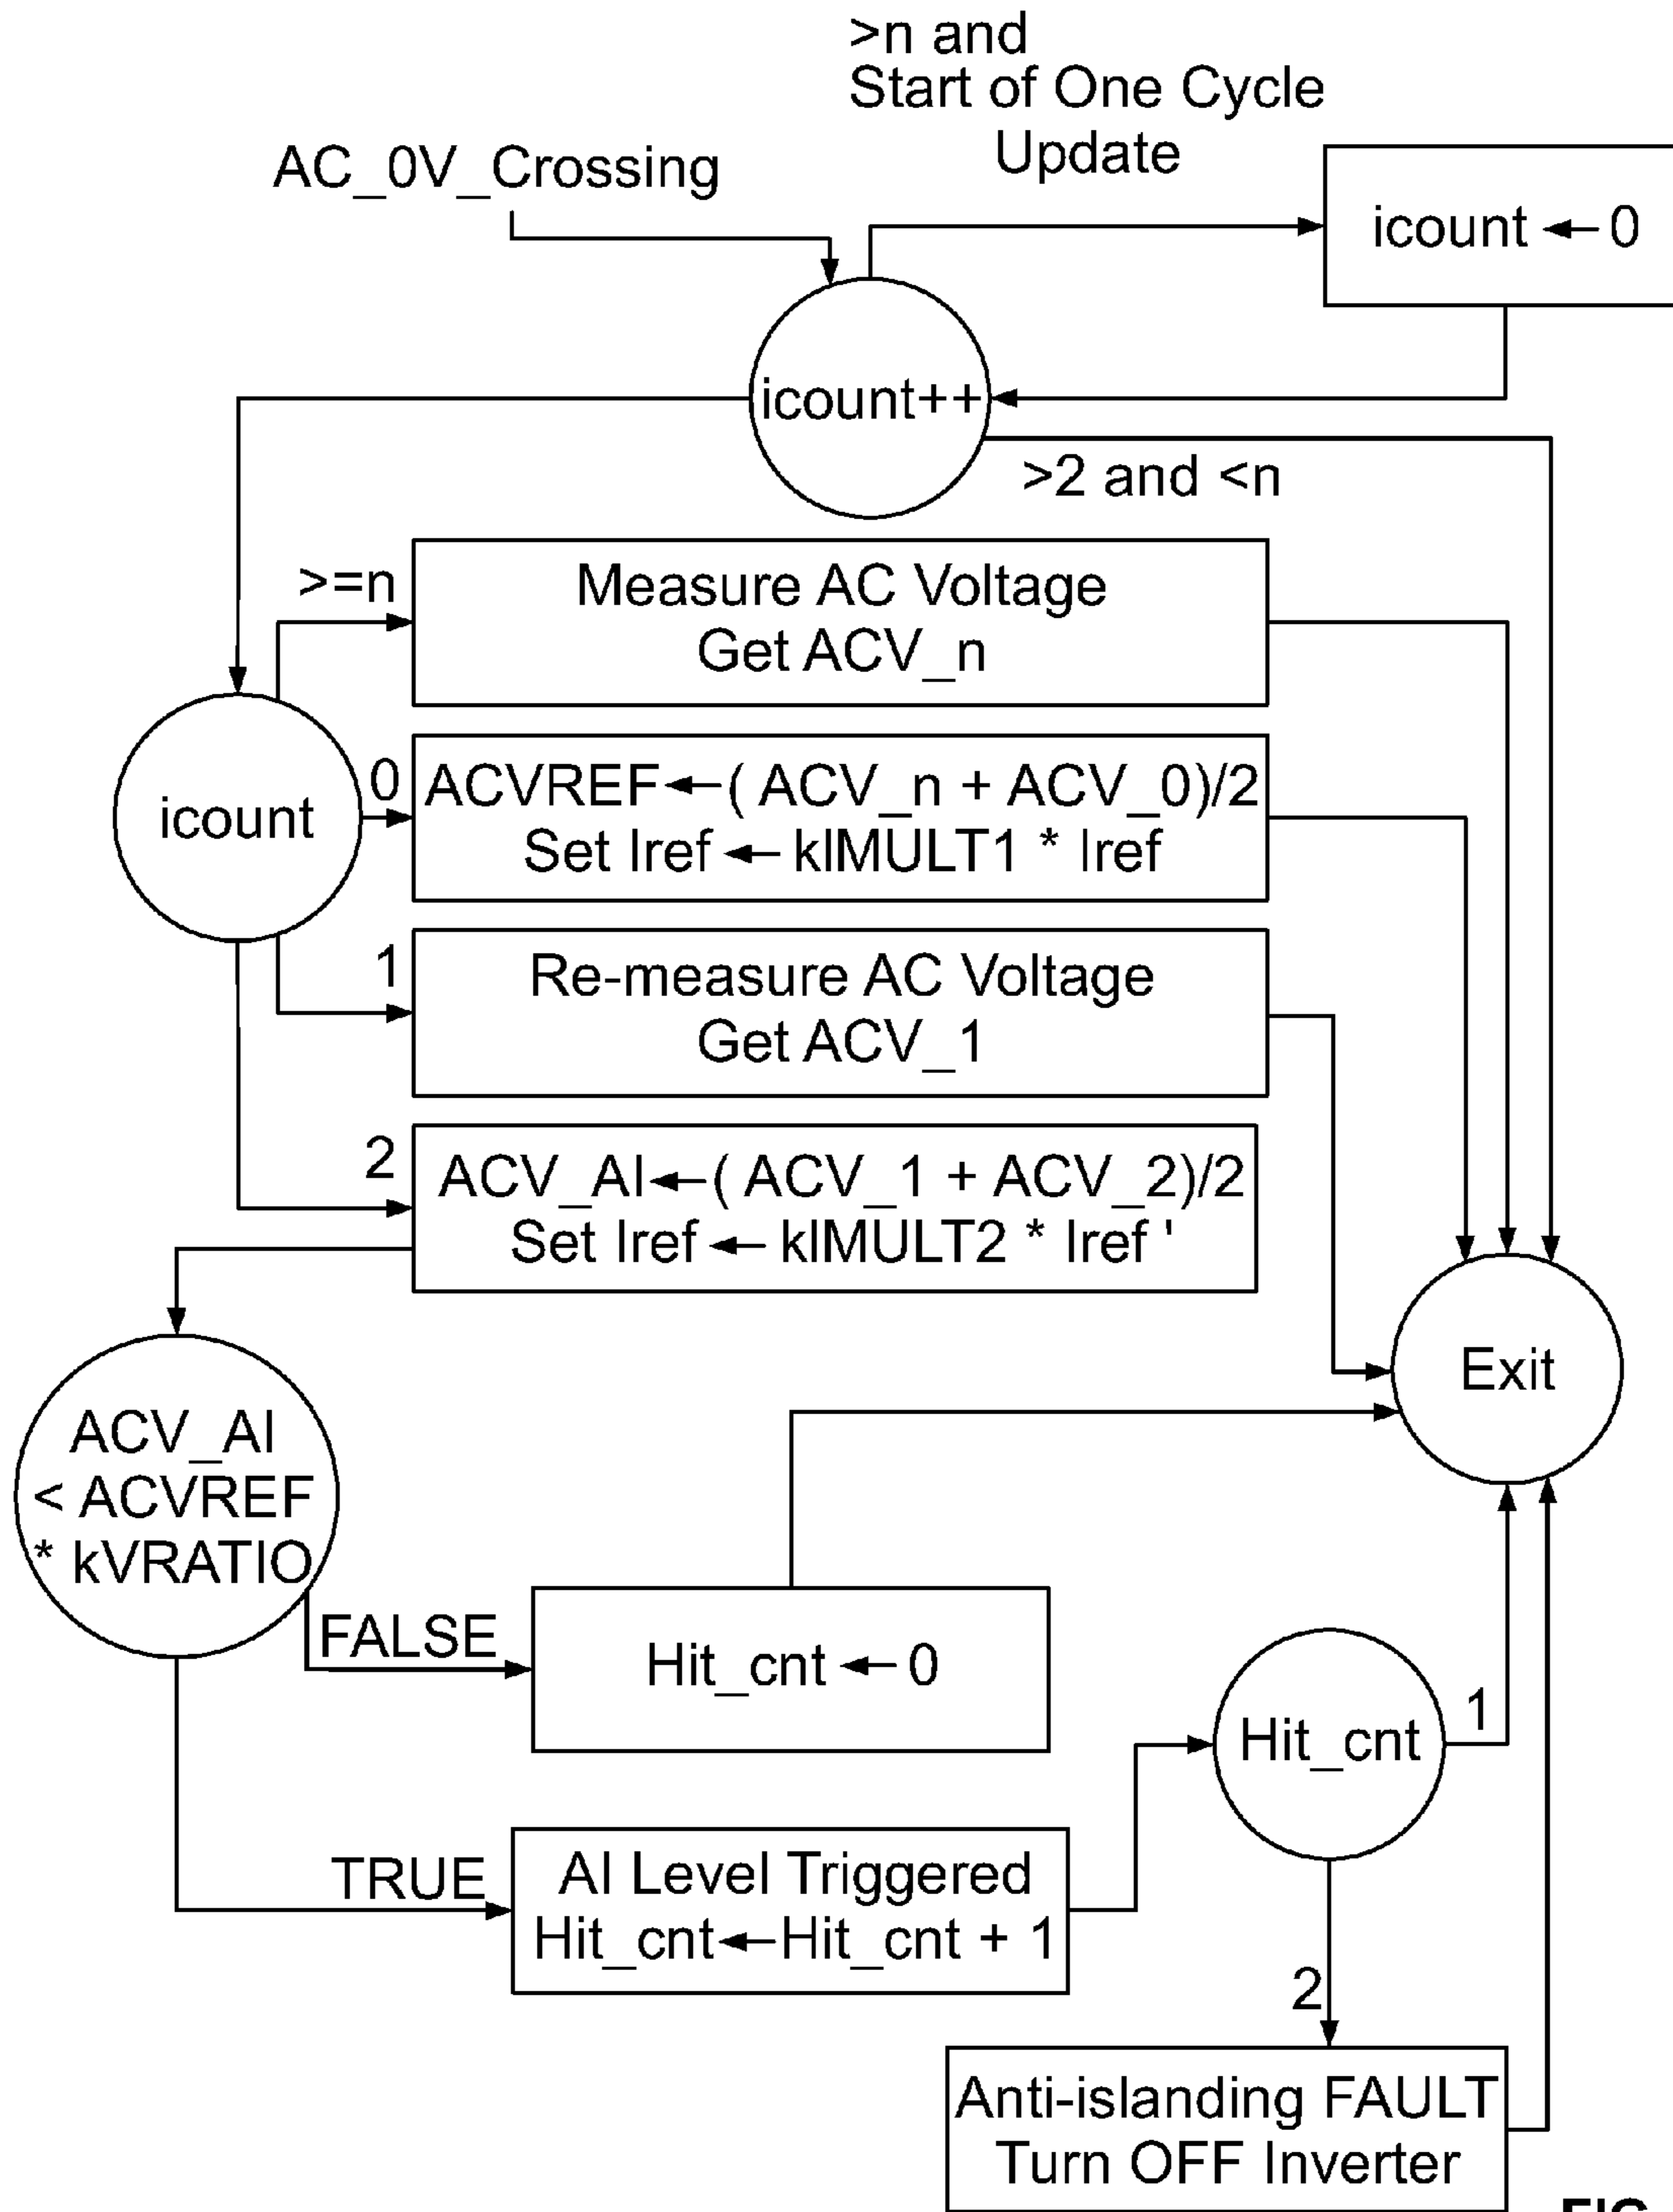 >n and
Start of One Cycle
Update
AC_0V_Crossing
icount ← 0
icount++
>2 and <n
>=n
Measure AC Voltage
Get ACV_n
icount
0
ACVREF←( ACV_n + ACV_0)/2
Set Iref ← kIMULT1 * Iref
1
Re-measure AC Voltage
Get ACV_1
2
ACV_AI←( ACV_1 + ACV_2)/2
Set Iref ← kIMULT2 * Iref '
Exit
ACV_AI
< ACVREF
* kVRATIO
FALSE
Hit_cnt ← 0
Hit_cnt
1
TRUE
AI Level Triggered
Hit_cnt←Hit_cnt + 1
2
Anti-islanding FAULT
Turn OFF Inverter